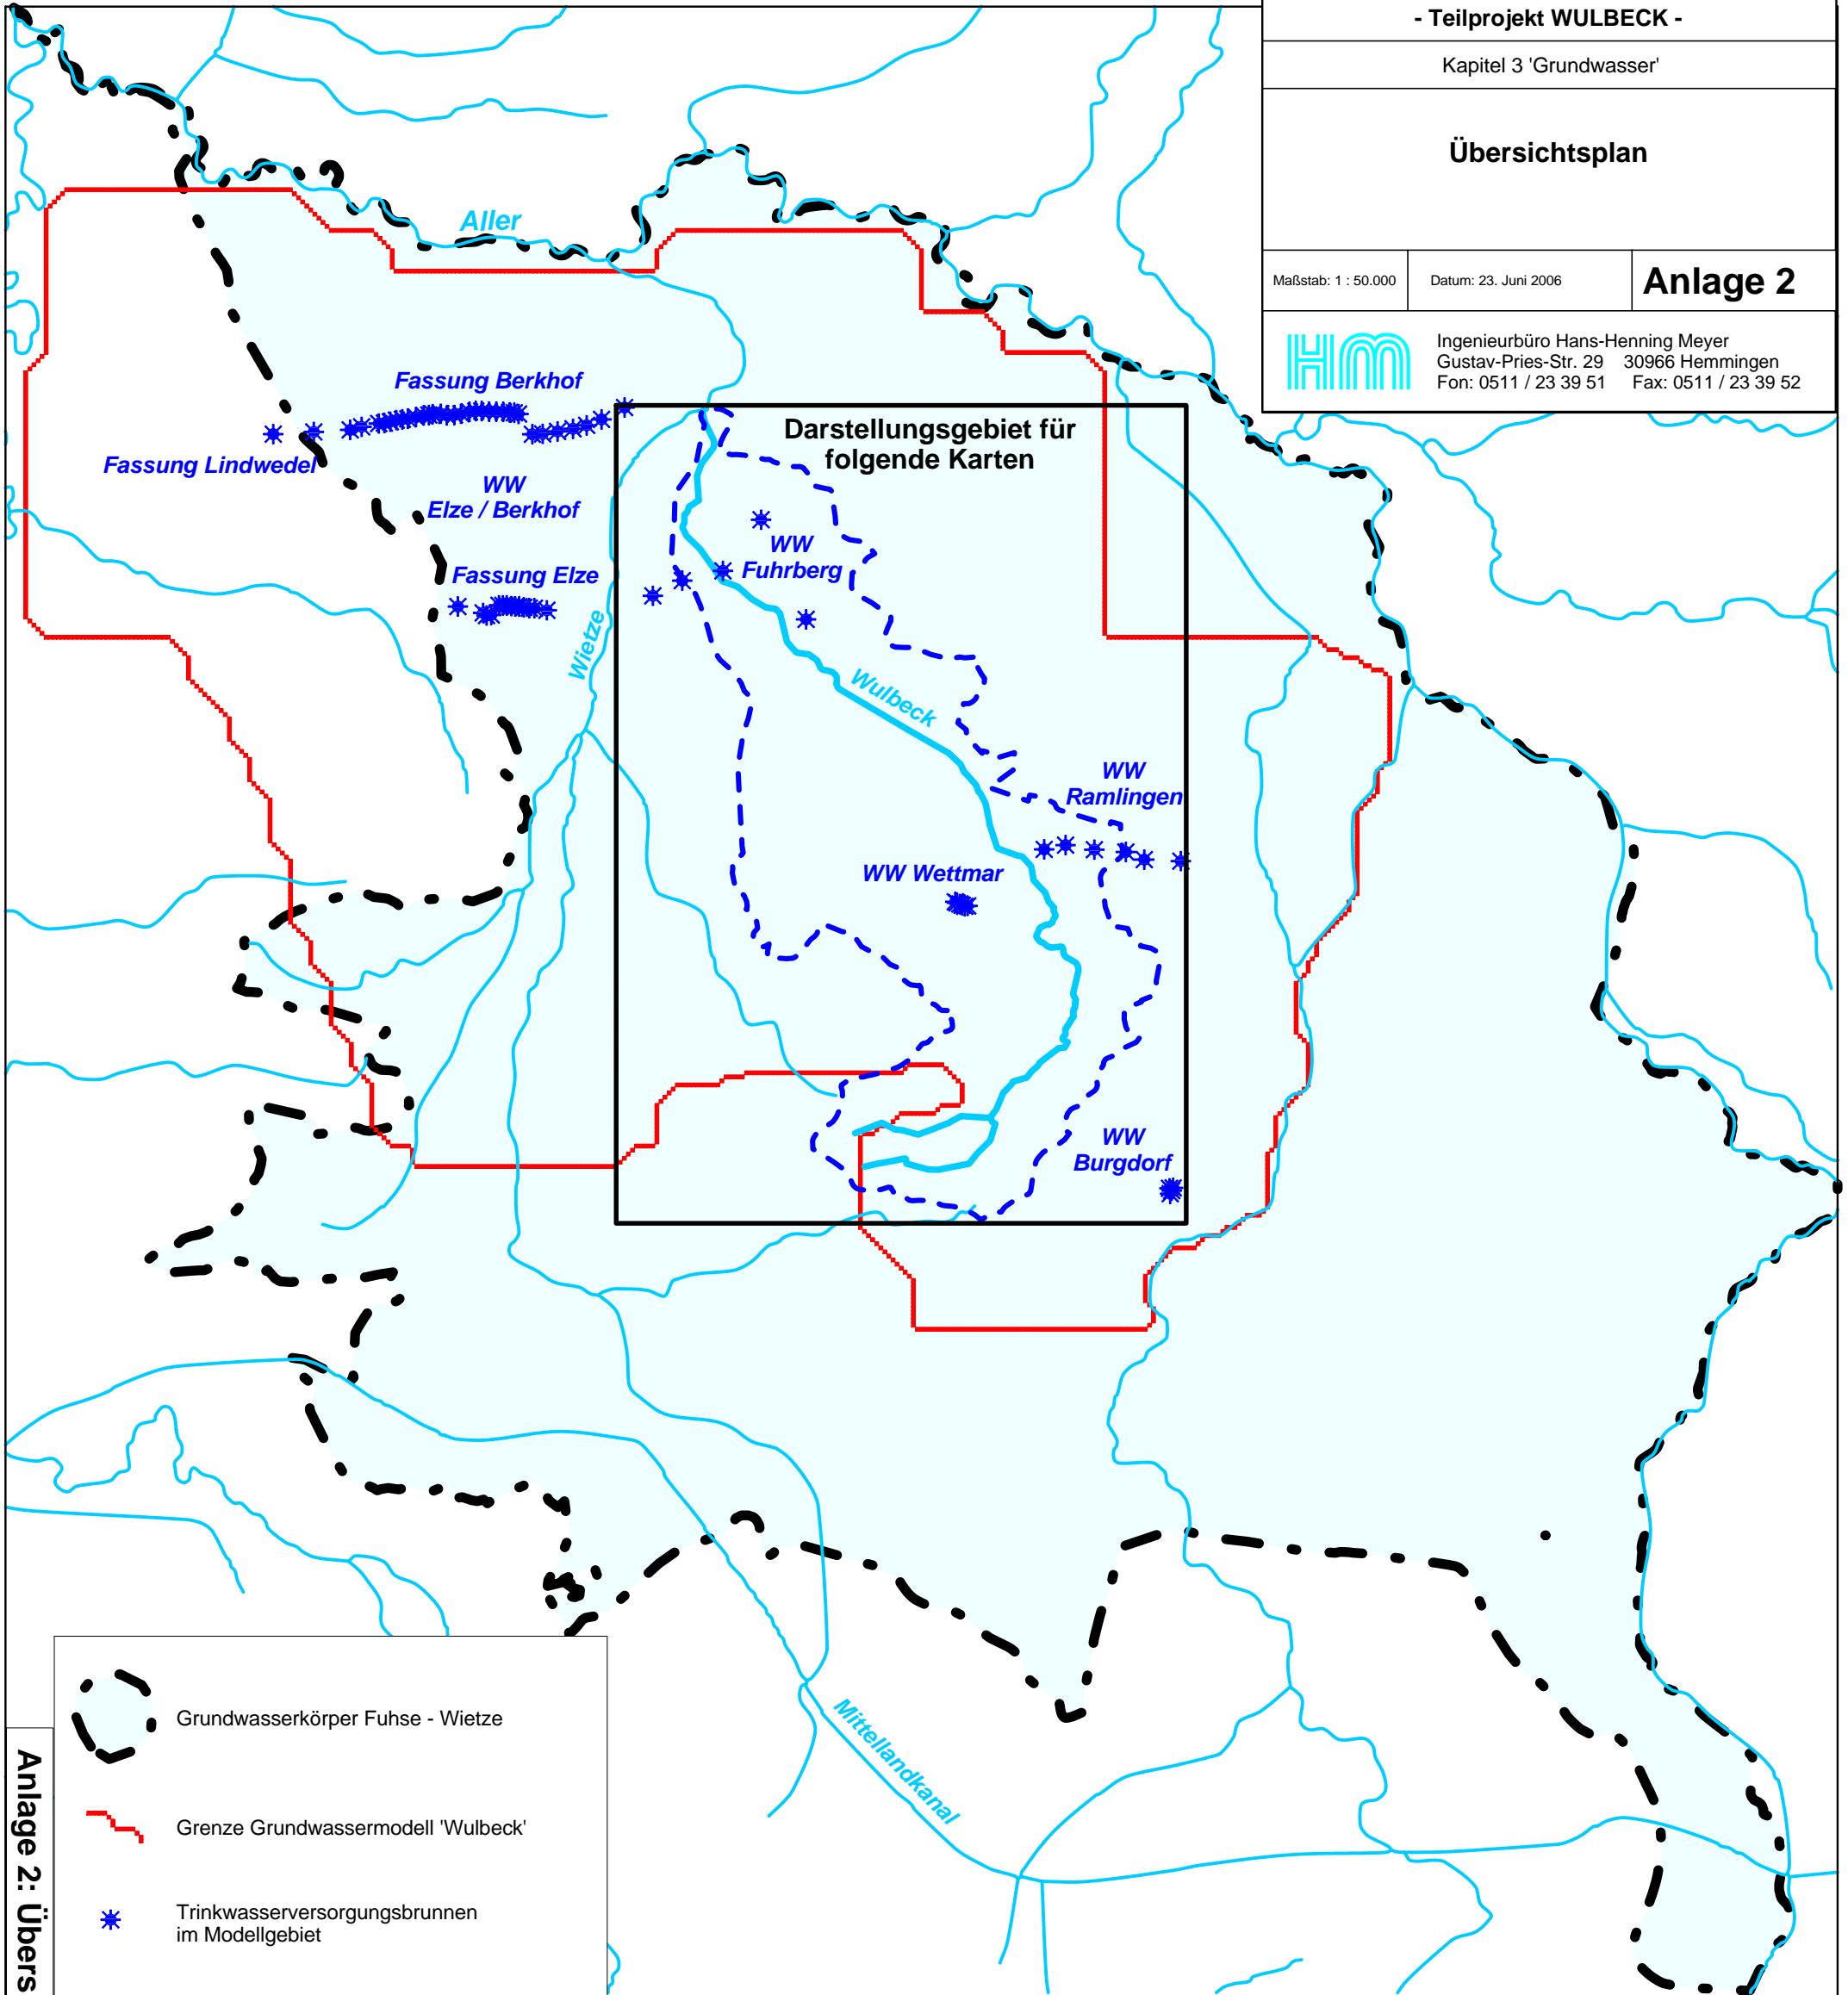 - Teilprojekt WULBECK -
Kapitel 3 'Grundwasser'
Übersichtsplan
Maßstab: 1 : 50.000
Datum: 23. Juni 2006
Anlage 2
HM
Ingenieurbüro Hans-Henning Meyer
Gustav-Pries-Str. 29 30966 Hemmingen
Fon: 0511 / 23 39 51 Fax: 0511 / 23 39 52
Aller
Fassung Berkhof
Fassung Lindwedel
WW
Elze / Berkhof
Fassung Elze
Darstellungsgebiet für
folgende Karten
WW
Fuhrberg
Wietze
Wulbeck
WW
Ramlingen
WW Wettmar
WW
Burgdorf
Mittellandkanal
Grundwasserkörper Fuhse - Wietze
Grenze Grundwassermodell 'Wulbeck'
Trinkwasserversorgungsbrunnen
im Modellgebiet
Anlage 2: Übers